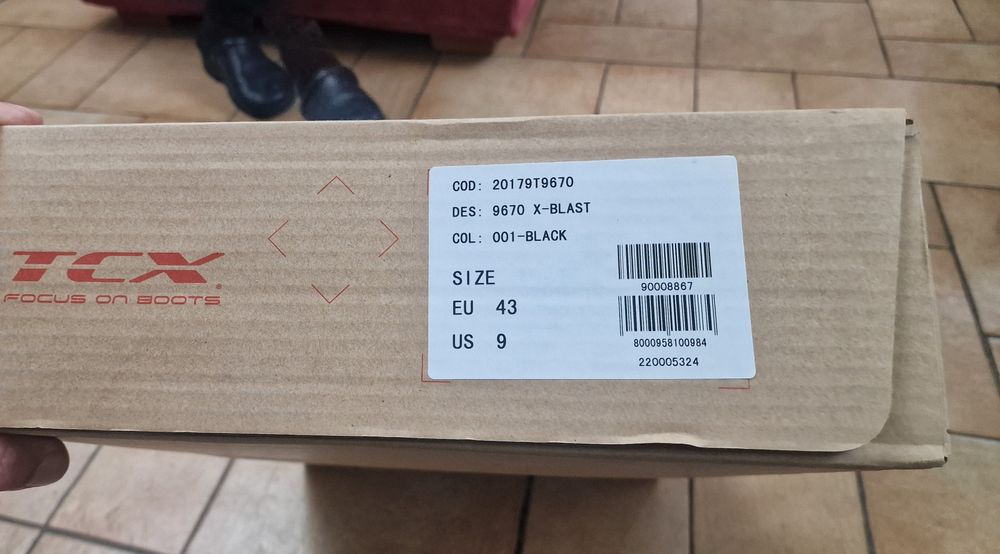 TCX
FOCUS ON BOOTS
COD: 20179T9670
DES: 9670 X-BLAST
COL: 001-BLACK
SIZE
EU 43
US 9
90008867
8000958100984
220005324